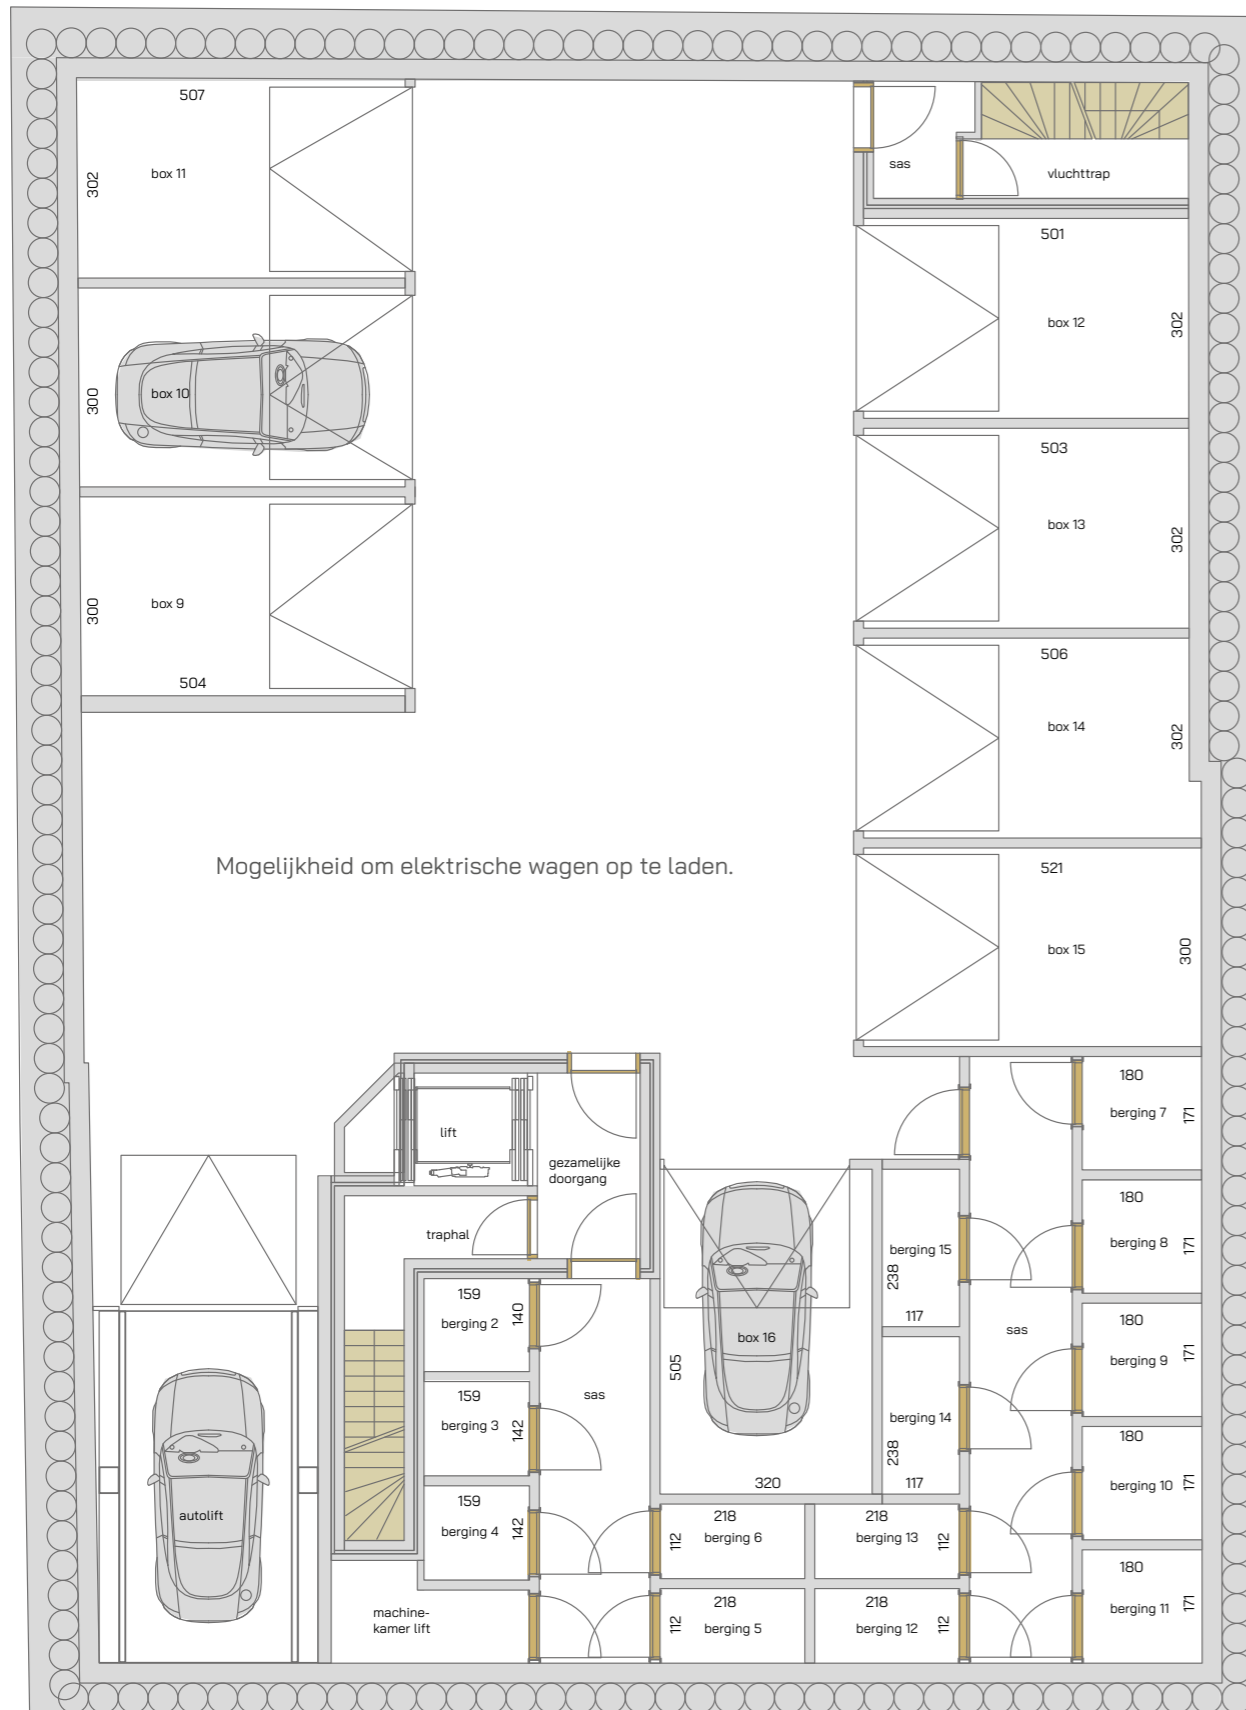 507
box 11
302
sas
vluchttrap
501
box 12
302
box 10
300
503
box 13
302
box 9
300
504
506
box 14
302
Mogelijkheid om elektrische wagen op te laden.
521
box 15
300
lift
gezamelijke
doorgang
traphal
180
berging 7
171
180
berging 8
171
berging 15
238
117
159
berging 2
140
box 16
505
320
sas
180
berging 9
171
159
berging 3
142
sas
berging 14
238
117
180
berging 10
171
159
berging 4
142
autolift
218
berging 6
112
218
berging 13
112
180
berging 11
171
machine-
kamer lift
218
berging 5
112
218
berging 12
112